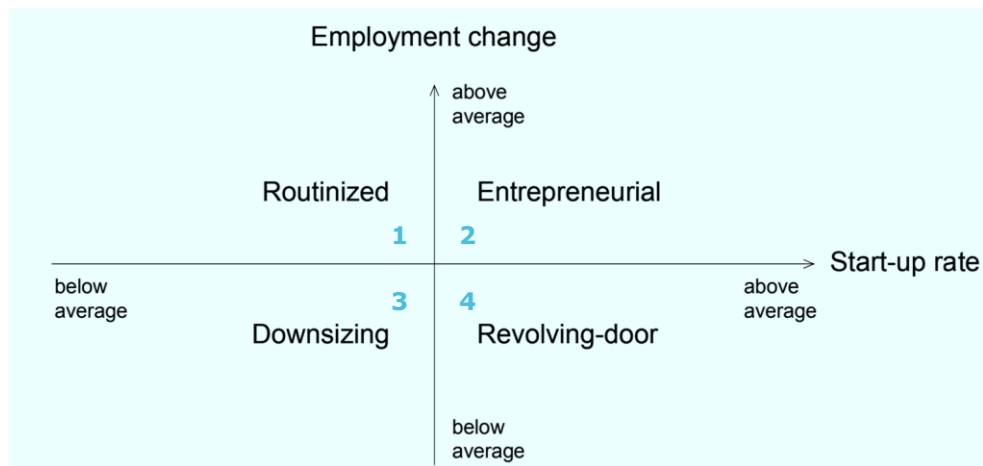 Employment change
above
average
Routinized
Entrepreneurial
1
2
Start-up rate
below
average
above
average
3
4
Downsizing
Revolving-door
below
average